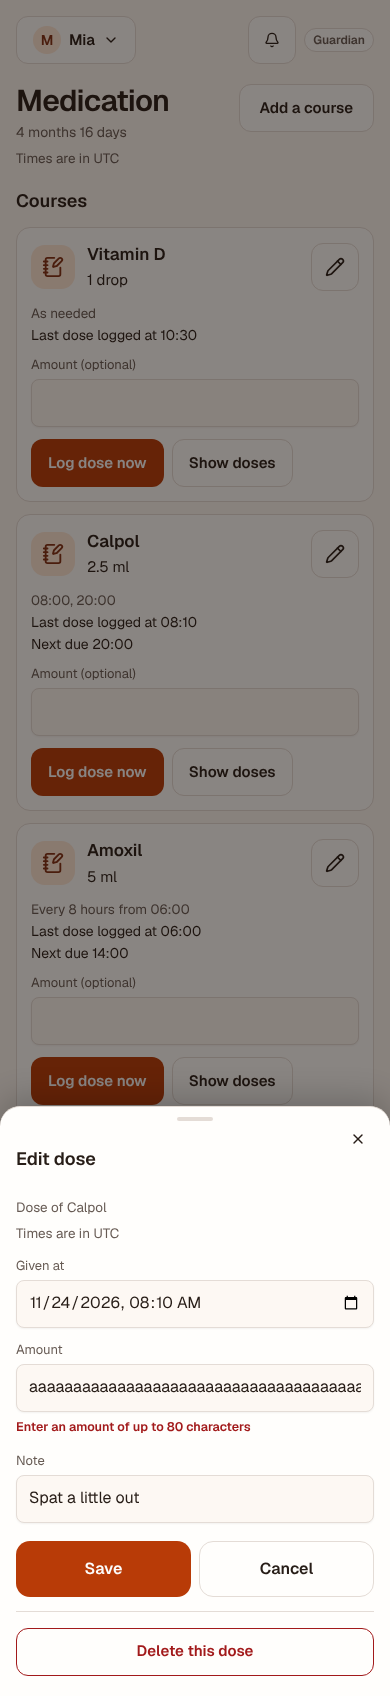 M Mia
Guardian
Medication
Add a course
4 months 16 days
Times are in UTC
Courses
Vitamin D
1 drop
As needed
Last dose logged at 10:30
Amount (optional)
Log dose now
Show doses
Calpol
2.5 ml
08:00, 20:00
Last dose logged at 08:10
Next due 20:00
Amount (optional)
Log dose now
Show doses
Amoxil
5 ml
Every 8 hours from 06:00
Last dose logged at 06:00
Next due 14:00
Amount (optional)
Log dose now
Show doses
Edit dose
Dose of Calpol
Times are in UTC
Given at
11/24/2026, 08:10 AM
Amount
aaaaaaaaaaaaaaaaaaaaaaaaaaaaaaaaaaaaaaa
Enter an amount of up to 80 characters
Note
Spat a little out
Save
Cancel
Delete this dose